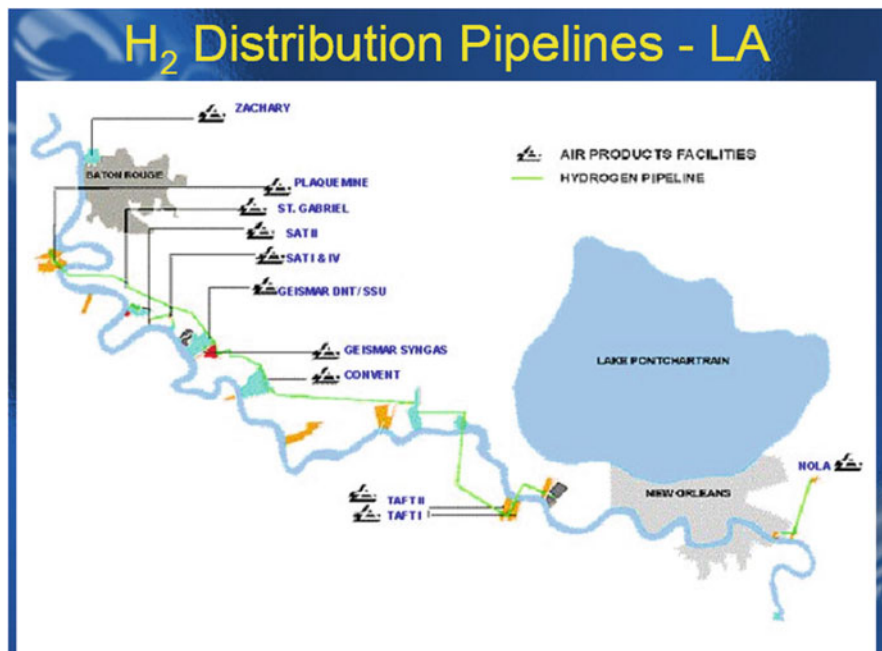 H2 Distribution Pipelines - LA
ZACHARY
BATON ROUGE
AIR PRODUCTS FACILITIES
HYDROGEN PIPELINE
PLAQUEMINE
ST. GABRIEL
SAT II
SAT I & IV
GEISMAR DNT/ SSU
GEISMAR SYNGAS
CONVENT
LAKE PONTCHARTRAIN
NOLA
NEW ORLEANS
TAFT II
TAFT I